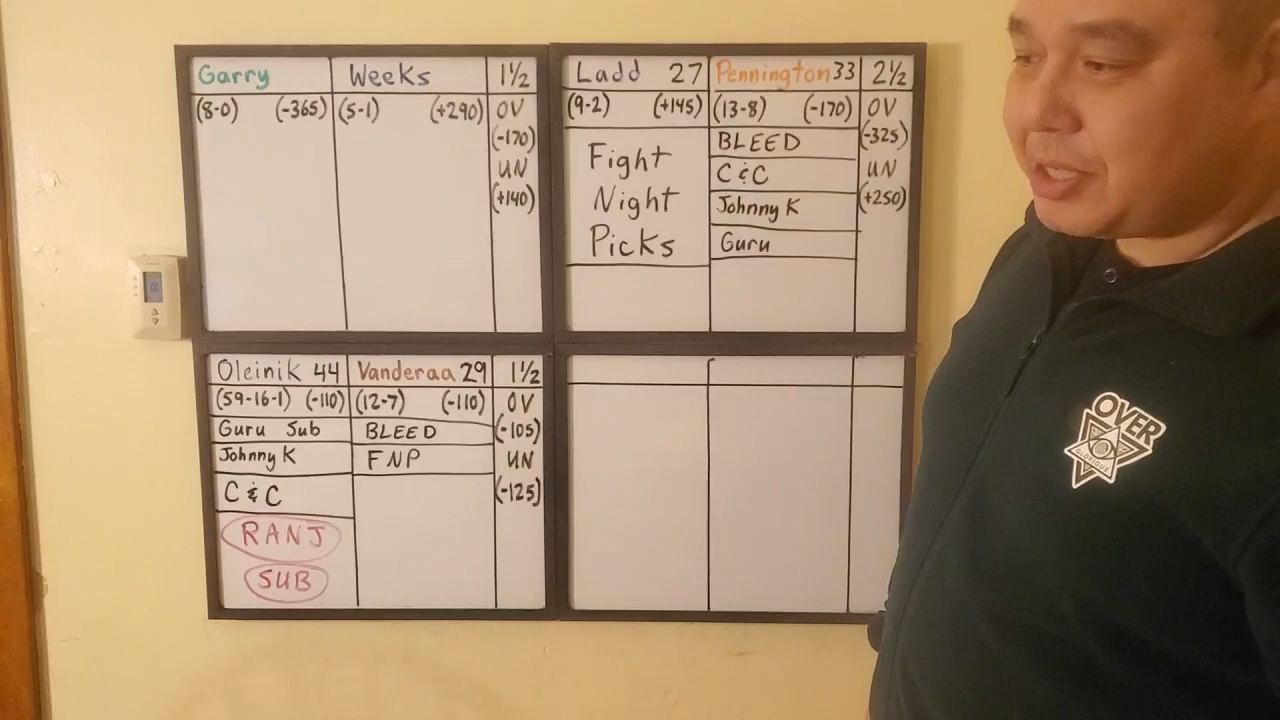 Garry Weeks 1½
(8-0) (-365) (5-1) (+290) OV
(-170)
UN
(+140)
Ladd 27 Pennington 33 2½
(9-2) (+145) (13-8) (-170) OV
Fight
Night
Picks
BLEED
C & C
Johnny K
Guru
(-325)
UN
(+250)
Oleinik 44 Vanderaa 29 1½
(59-16-1) (-110) (12-7) (-110) OV
Guru Sub
Johnny K
C & C
RANJ
SUB
BLEED
FNP
(-105)
UN
(-125)
OVER
GLORIOUS